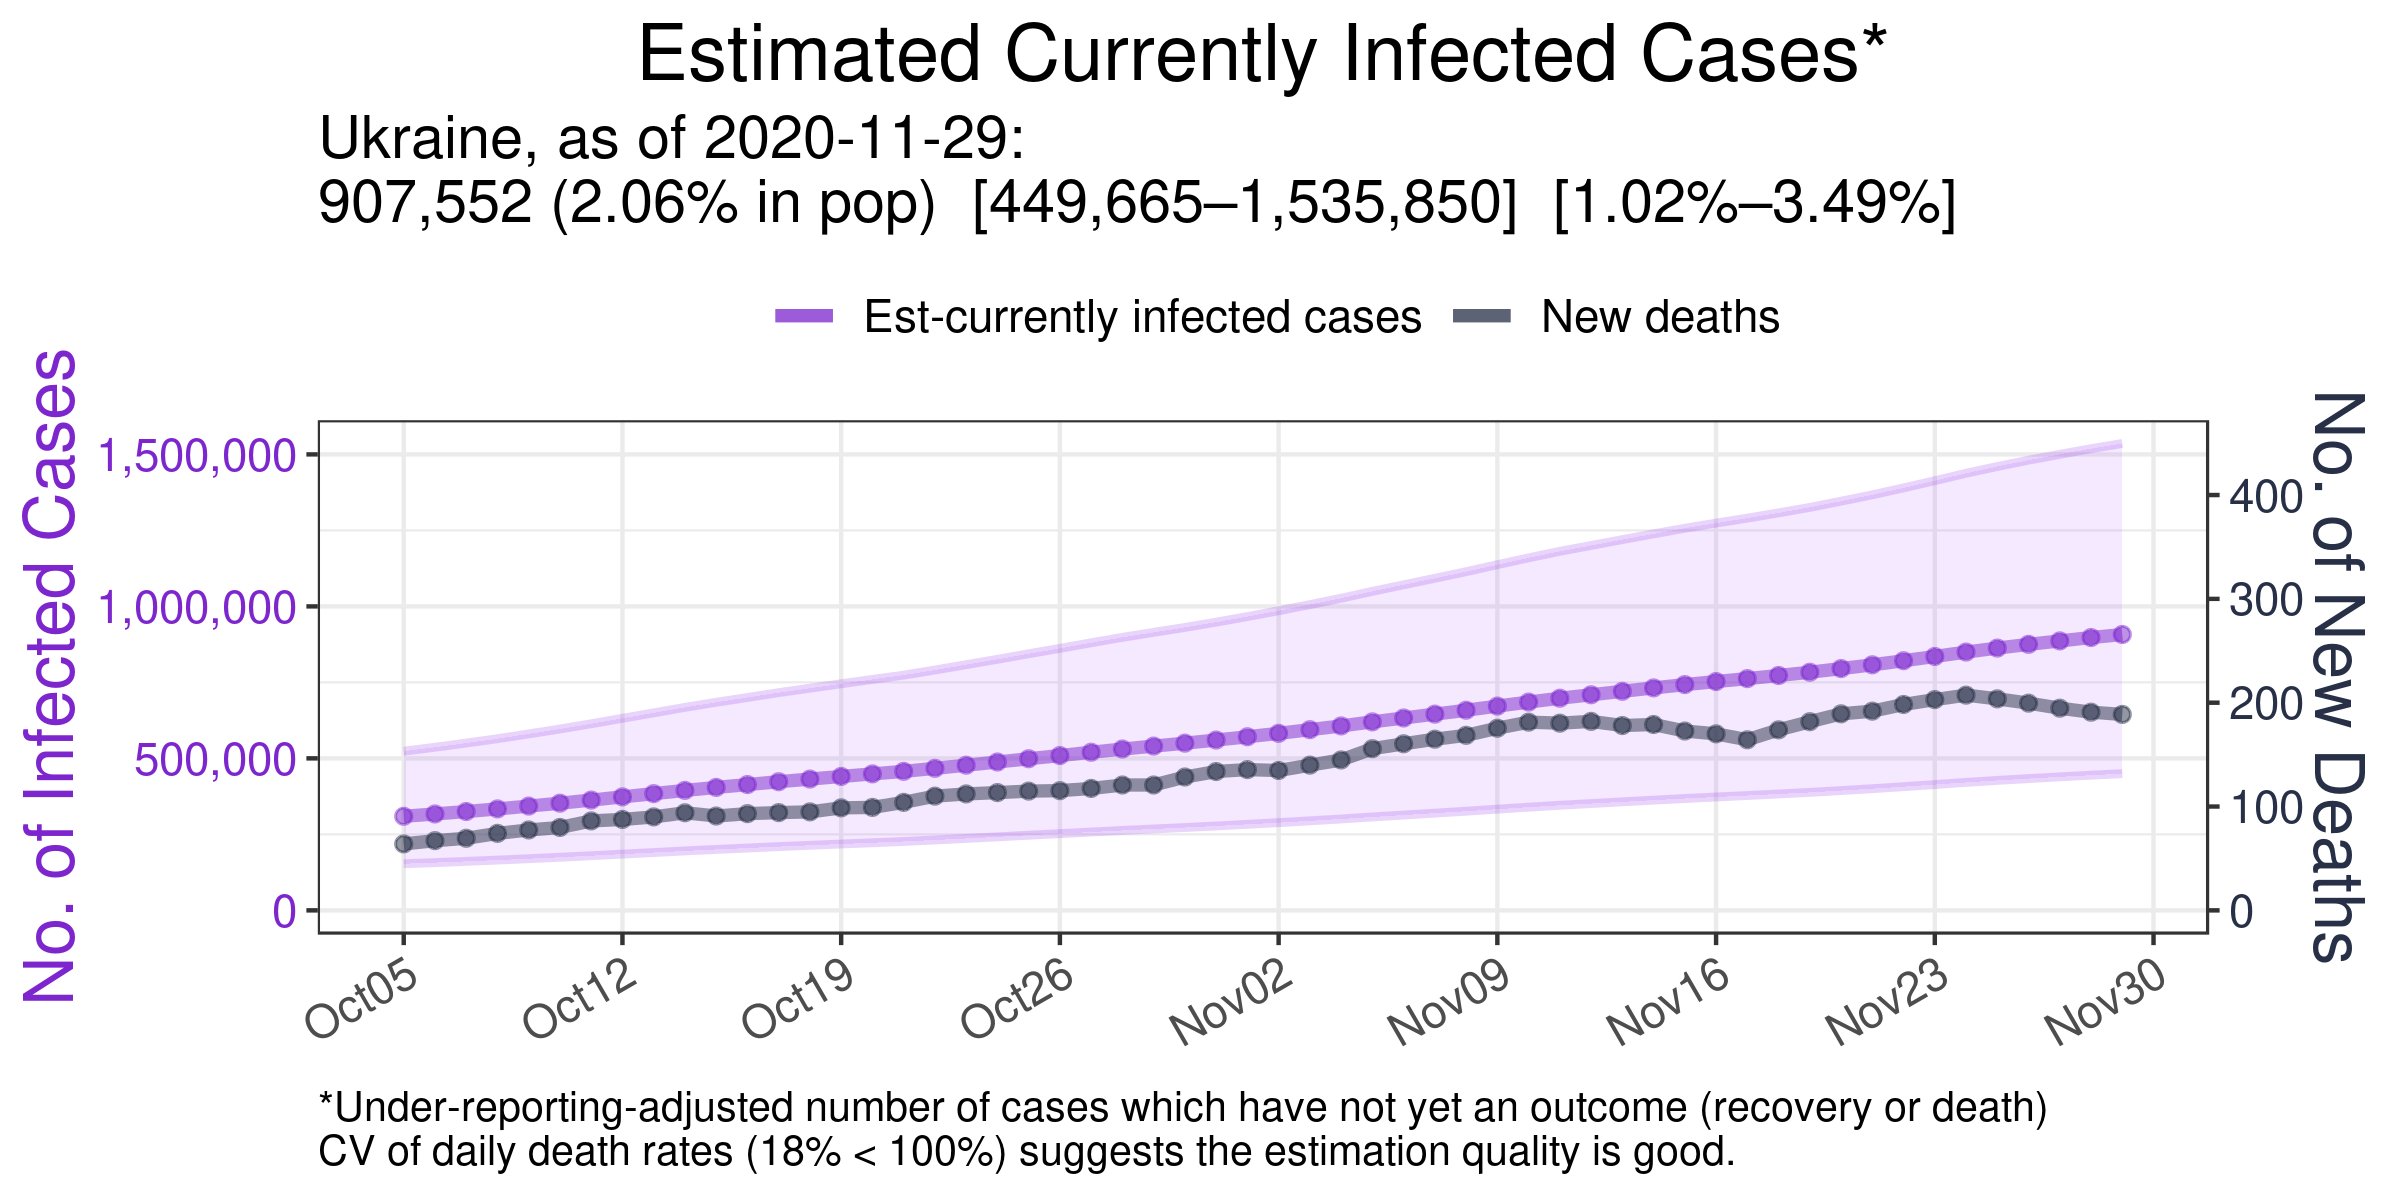 Estimated Currently Infected Cases*
Ukraine, as of 2020-11-29:
907,552 (2.06% in pop)  [449,665–1,535,850]  [1.02%–3.49%]
Est-currently infected cases
New deaths
No. of Infected Cases
1,500,000
1,000,000
500,000
0
No. of New Deaths
400
300
200
100
0
Oct05
Oct12
Oct19
Oct26
Nov02
Nov09
Nov16
Nov23
Nov30
*Under-reporting-adjusted number of cases which have not yet an outcome (recovery or death)
CV of daily death rates (18% < 100%) suggests the estimation quality is good.